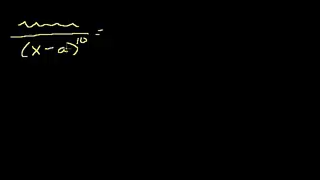 (x-a)^10 =